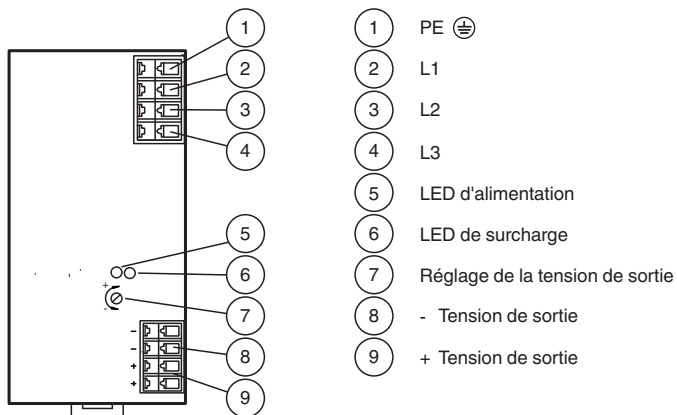 1
2
3
4
5
6
7
8
9
+
-
–
–
+
+
1 PE
2 L1
3 L2
4 L3
5 LED d'alimentation
6 LED de surcharge
7 Réglage de la tension de sortie
8 - Tension de sortie
9 + Tension de sortie